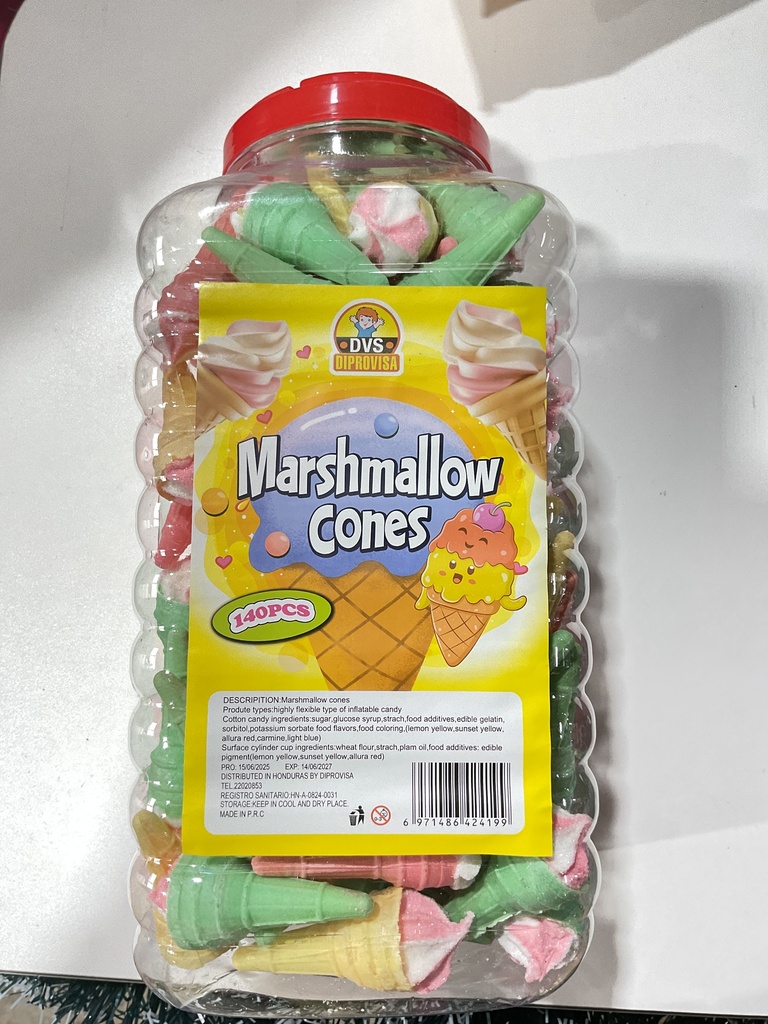 DVS
DIPROVISA
Marshmallow
Cones
140PCS
DESCRIPITION:Marshmallow cones
Produte types:highly flexible type of inflatable candy
Cotton candy ingredients:sugar,glucose syrup,strach,food additives,edible gelatin,
sorbitol,potassium sorbate food flavors,food coloring,(lemon yellow,sunset yellow,
allura red,carmine,light blue)
Surface cylinder cup ingredients:wheat flour,strach,plam oil,food additives: edible
pigment(lemon yellow,sunset yellow,allura red)
PRO: 15/06/2025 EXP: 14/06/2027
DISTRIBUTED IN HONDURAS BY DIPROVISA
TEL.22020853
REGISTRO SANITARIO:HN-A-0824-0031
STORAGE:KEEP IN COOL AND DRY PLACE.
MADE IN P.R.C
0-3
6 971486 424199